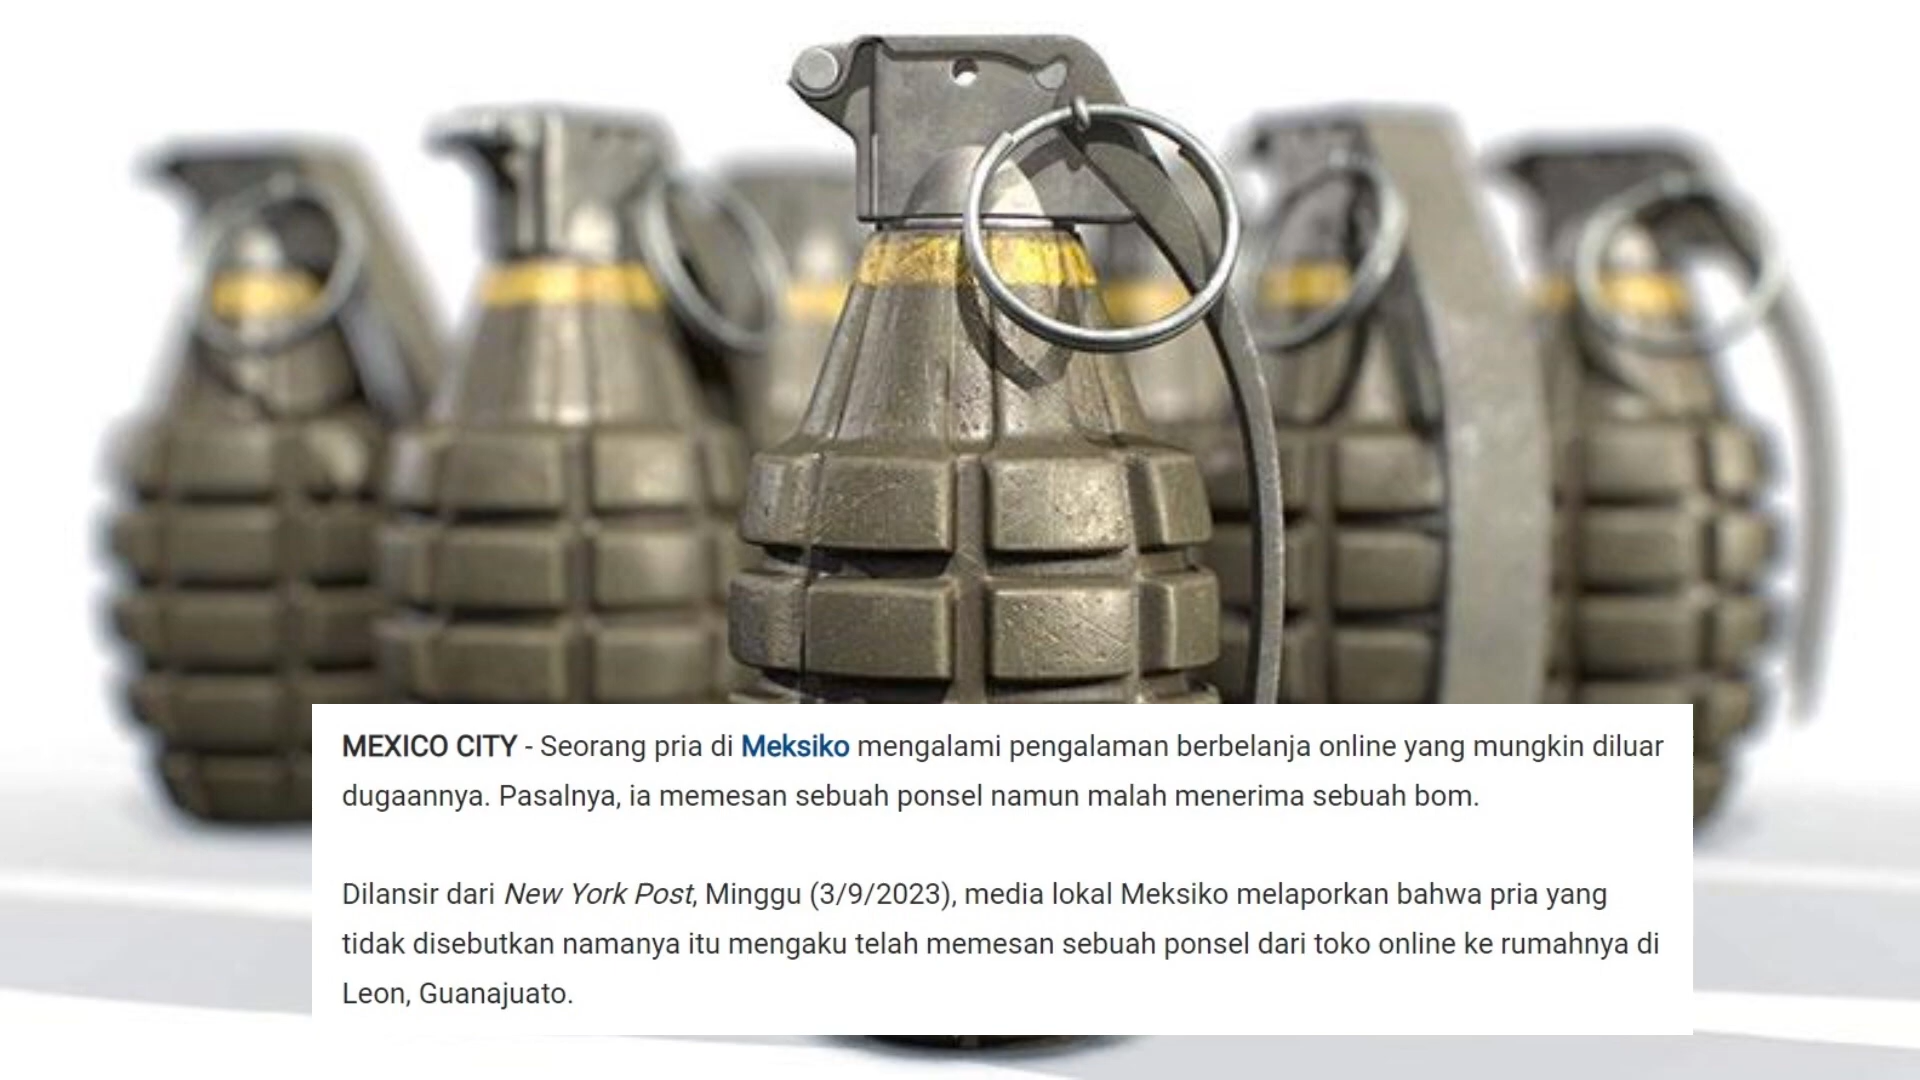 MEXICO CITY - Seorang pria di Meksiko mengalami pengalaman berbelanja online yang mungkin diluar
dugaannya. Pasalnya, ia memesan sebuah ponsel namun malah menerima sebuah bom.
Dilansir dari New York Post, Minggu (3/9/2023), media lokal Meksiko melaporkan bahwa pria yang
tidak disebutkan namanya itu mengaku telah memesan sebuah ponsel dari toko online ke rumahnya di
Leon, Guanajuato.